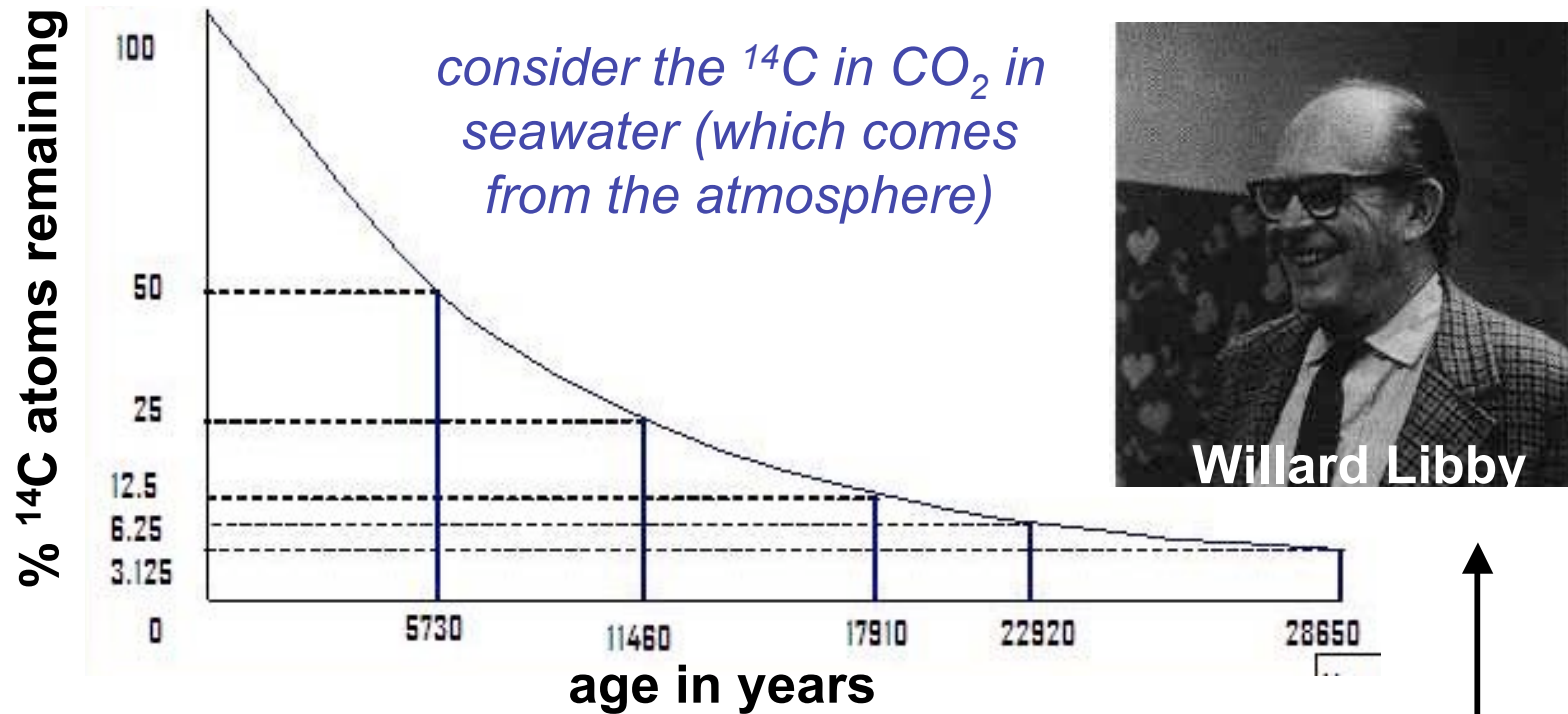 % ¹⁴C atoms remaining
100
50
25
12.5
6.25
3.125
0
consider the ¹⁴C in CO₂ in
seawater (which comes
from the atmosphere)
Willard Libby
5730
11460
17910
22920
28650
age in years